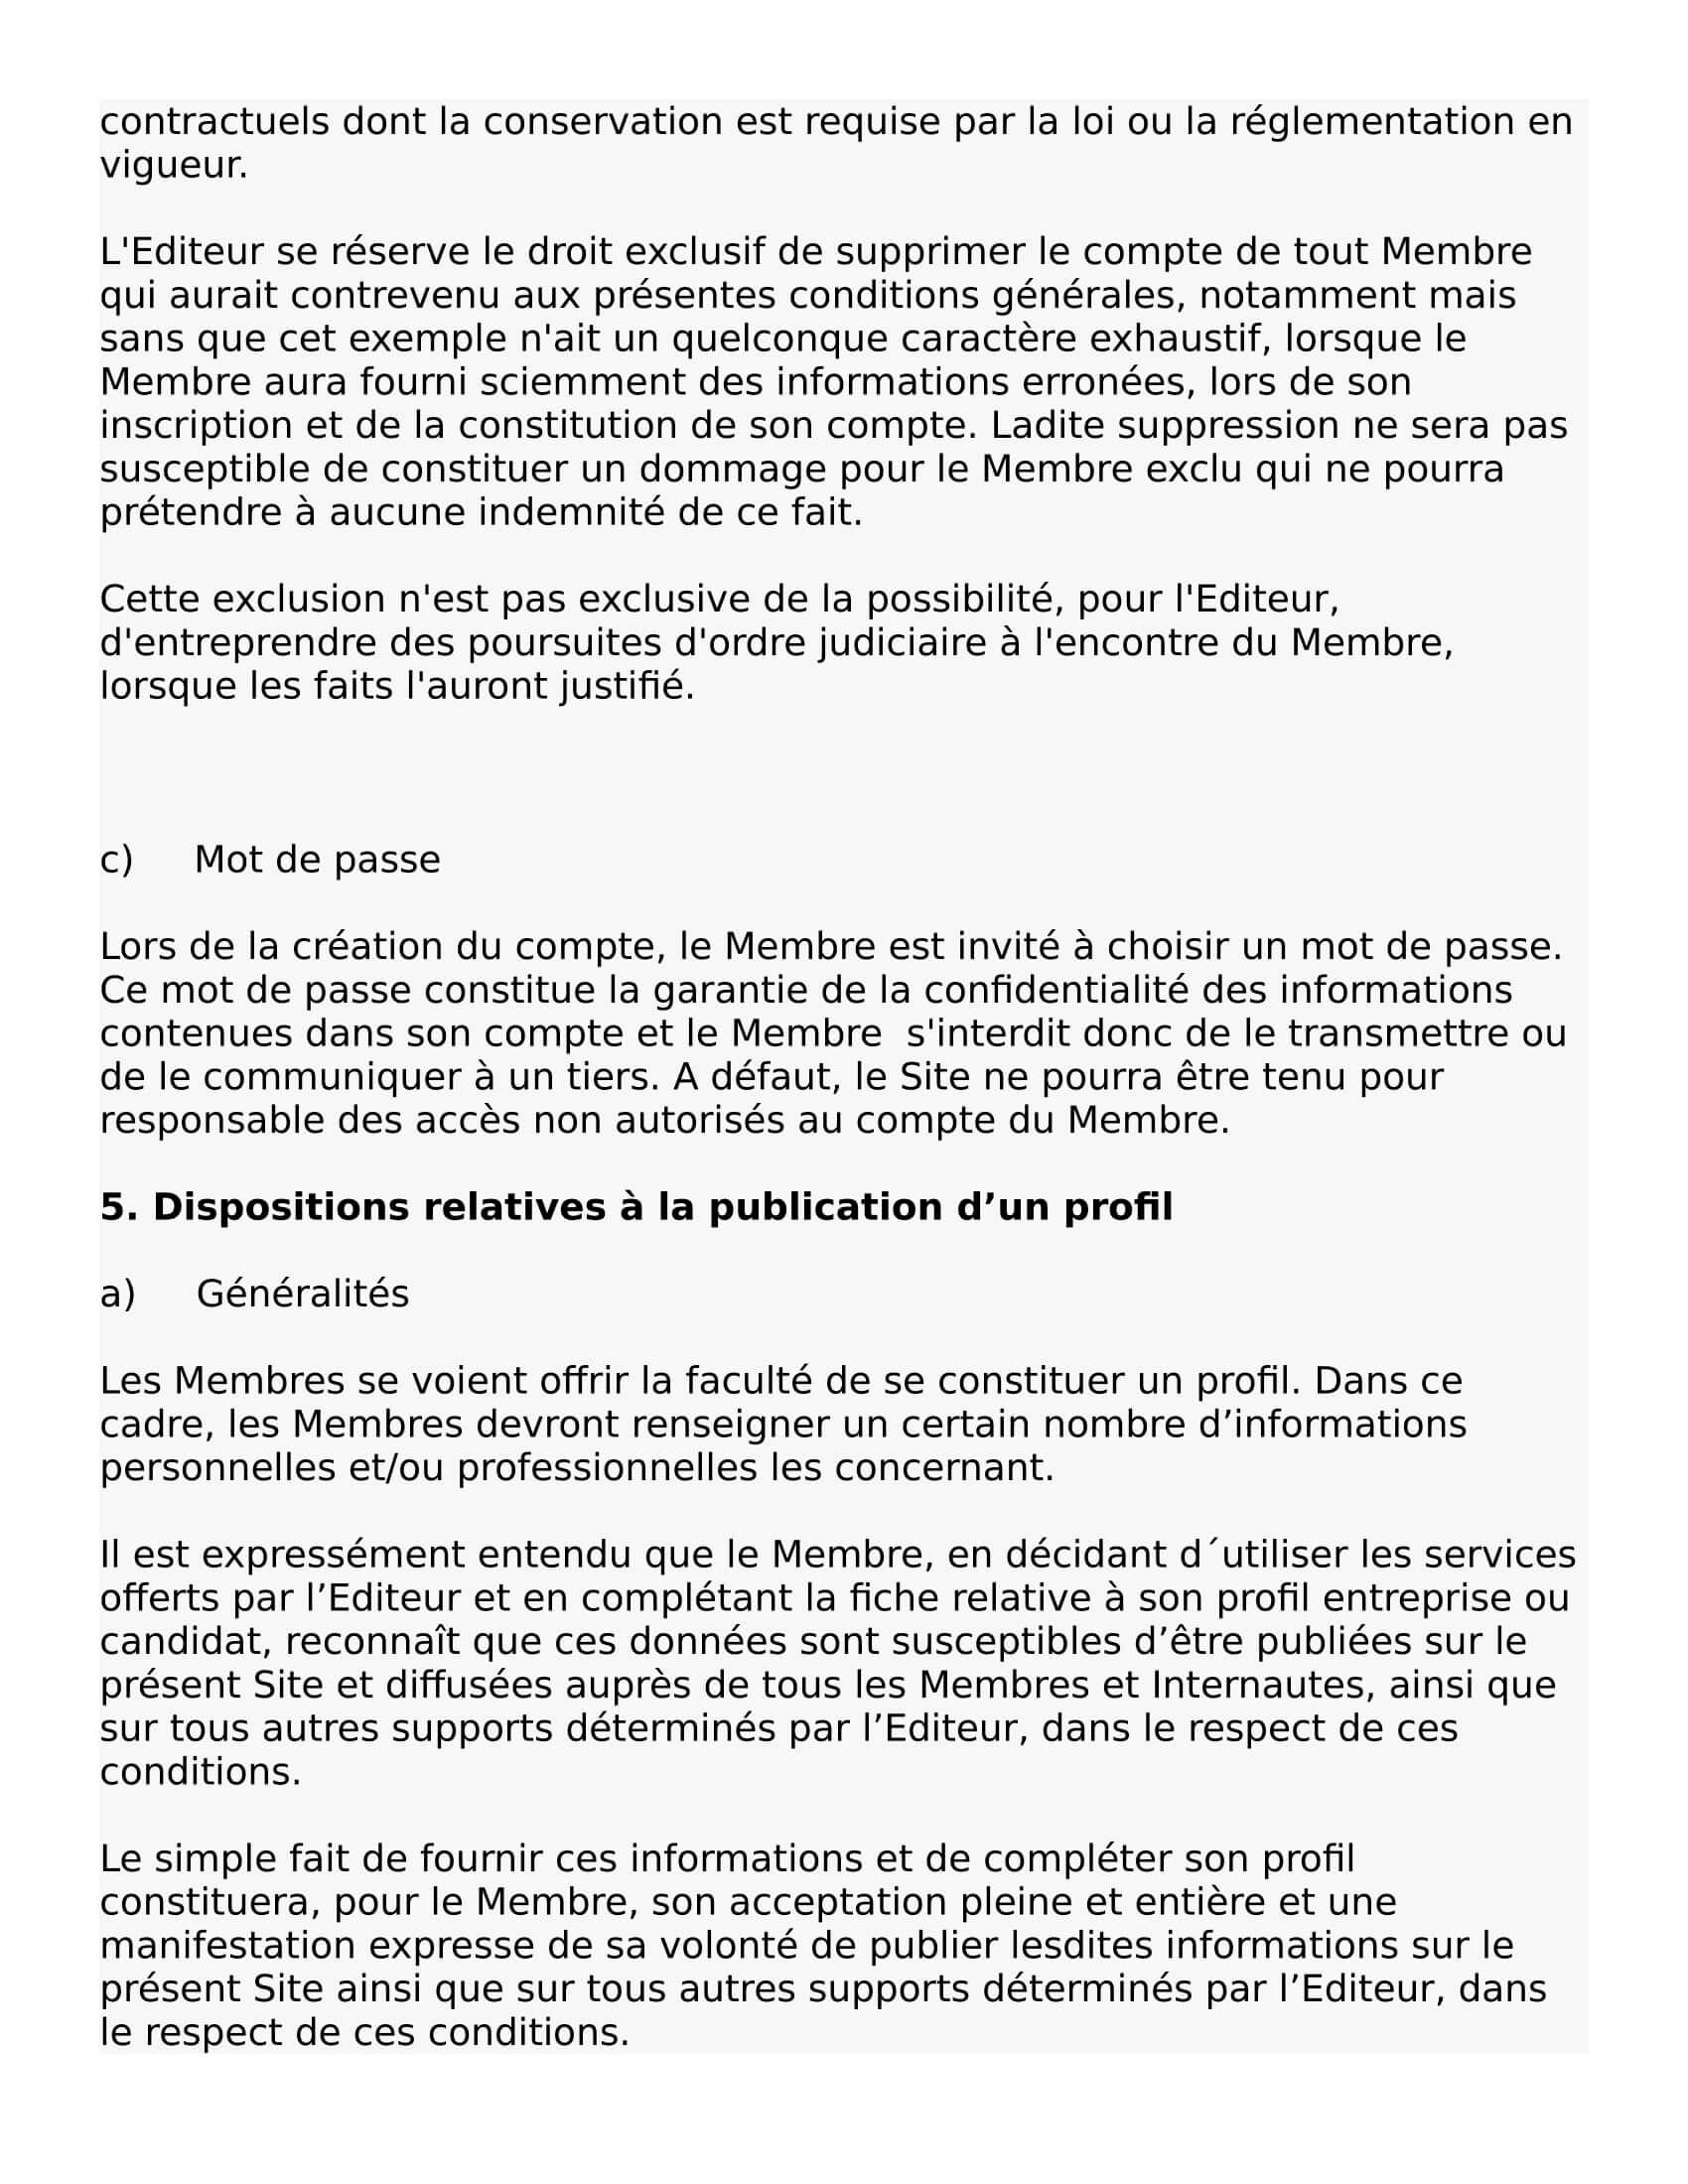 contractuels dont la conservation est requise par la loi ou la réglementation en
vigueur.
L'Editeur se réserve le droit exclusif de supprimer le compte de tout Membre
qui aurait contrevenu aux présentes conditions générales, notamment mais
sans que cet exemple n'ait un quelconque caractère exhaustif, lorsque le
Membre aura fourni sciemment des informations erronées, lors de son
inscription et de la constitution de son compte. Ladite suppression ne sera pas
susceptible de constituer un dommage pour le Membre exclu qui ne pourra
prétendre à aucune indemnité de ce fait.
Cette exclusion n'est pas exclusive de la possibilité, pour l'Editeur,
d'entreprendre des poursuites d'ordre judiciaire à l'encontre du Membre,
lorsque les faits l'auront justifié.
c)      Mot de passe
Lors de la création du compte, le Membre est invité à choisir un mot de passe.
Ce mot de passe constitue la garantie de la confidentialité des informations
contenues dans son compte et le Membre  s'interdit donc de le transmettre ou
de le communiquer à un tiers. A défaut, le Site ne pourra être tenu pour
responsable des accès non autorisés au compte du Membre.
5. Dispositions relatives à la publication d’un profil
a)      Généralités
Les Membres se voient offrir la faculté de se constituer un profil. Dans ce
cadre, les Membres devront renseigner un certain nombre d’informations
personnelles et/ou professionnelles les concernant.
Il est expressément entendu que le Membre, en décidant d´utiliser les services
offerts par l’Editeur et en complétant la fiche relative à son profil entreprise ou
candidat, reconnaît que ces données sont susceptibles d’être publiées sur le
présent Site et diffusées auprès de tous les Membres et Internautes, ainsi que
sur tous autres supports déterminés par l’Editeur, dans le respect de ces
conditions.
Le simple fait de fournir ces informations et de compléter son profil
constituera, pour le Membre, son acceptation pleine et entière et une
manifestation expresse de sa volonté de publier lesdites informations sur le
présent Site ainsi que sur tous autres supports déterminés par l’Editeur, dans
le respect de ces conditions.